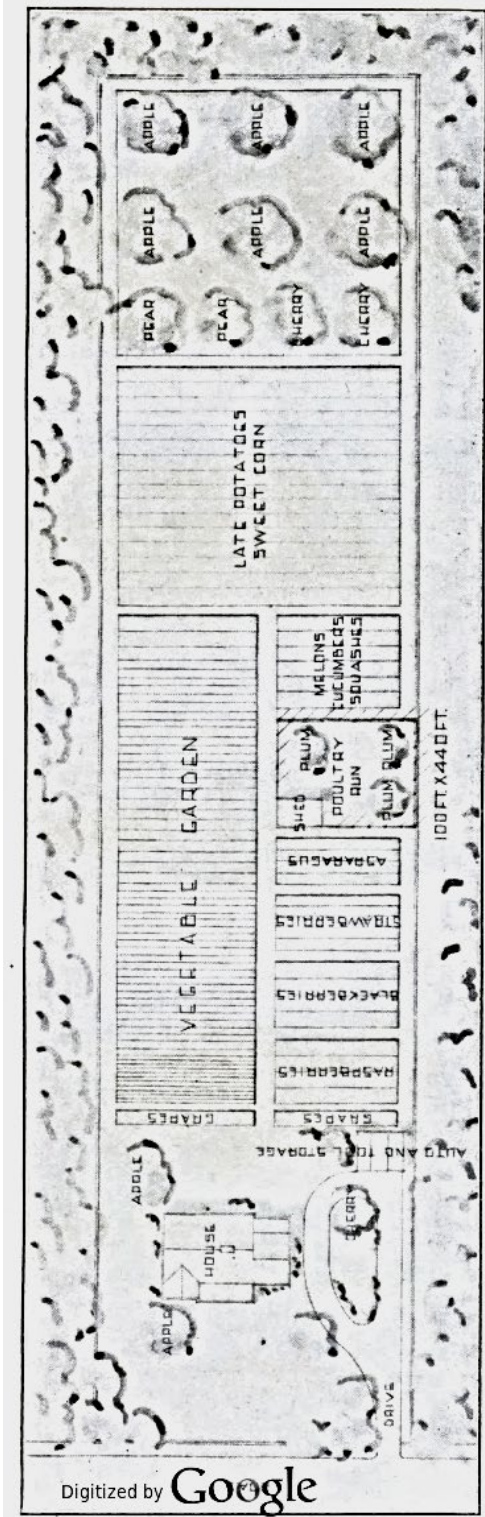 APPLE
APPLE
APPLE
APPLE
APPLE
APPLE
PEAR
PEAR
CHERRY
CHERRY
LATE POTATOES
SWEET CORN
VEGETABLE GARDEN
MELONS
CUCUMBERS
SQUASHES
PLUM
PLUM
PLUM
POULTRY
RUN
SHED
100 FT. X 440 FT.
ASPARAGUS
STRAWBERRIES
BLACKBERRIES
RASPBERRIES
GRAPES
GRAPES
AUTO AND TOOL STORAGE
APPLE
HOUSE
CHERRY
APPLE
DRIVE
Digitized by Google